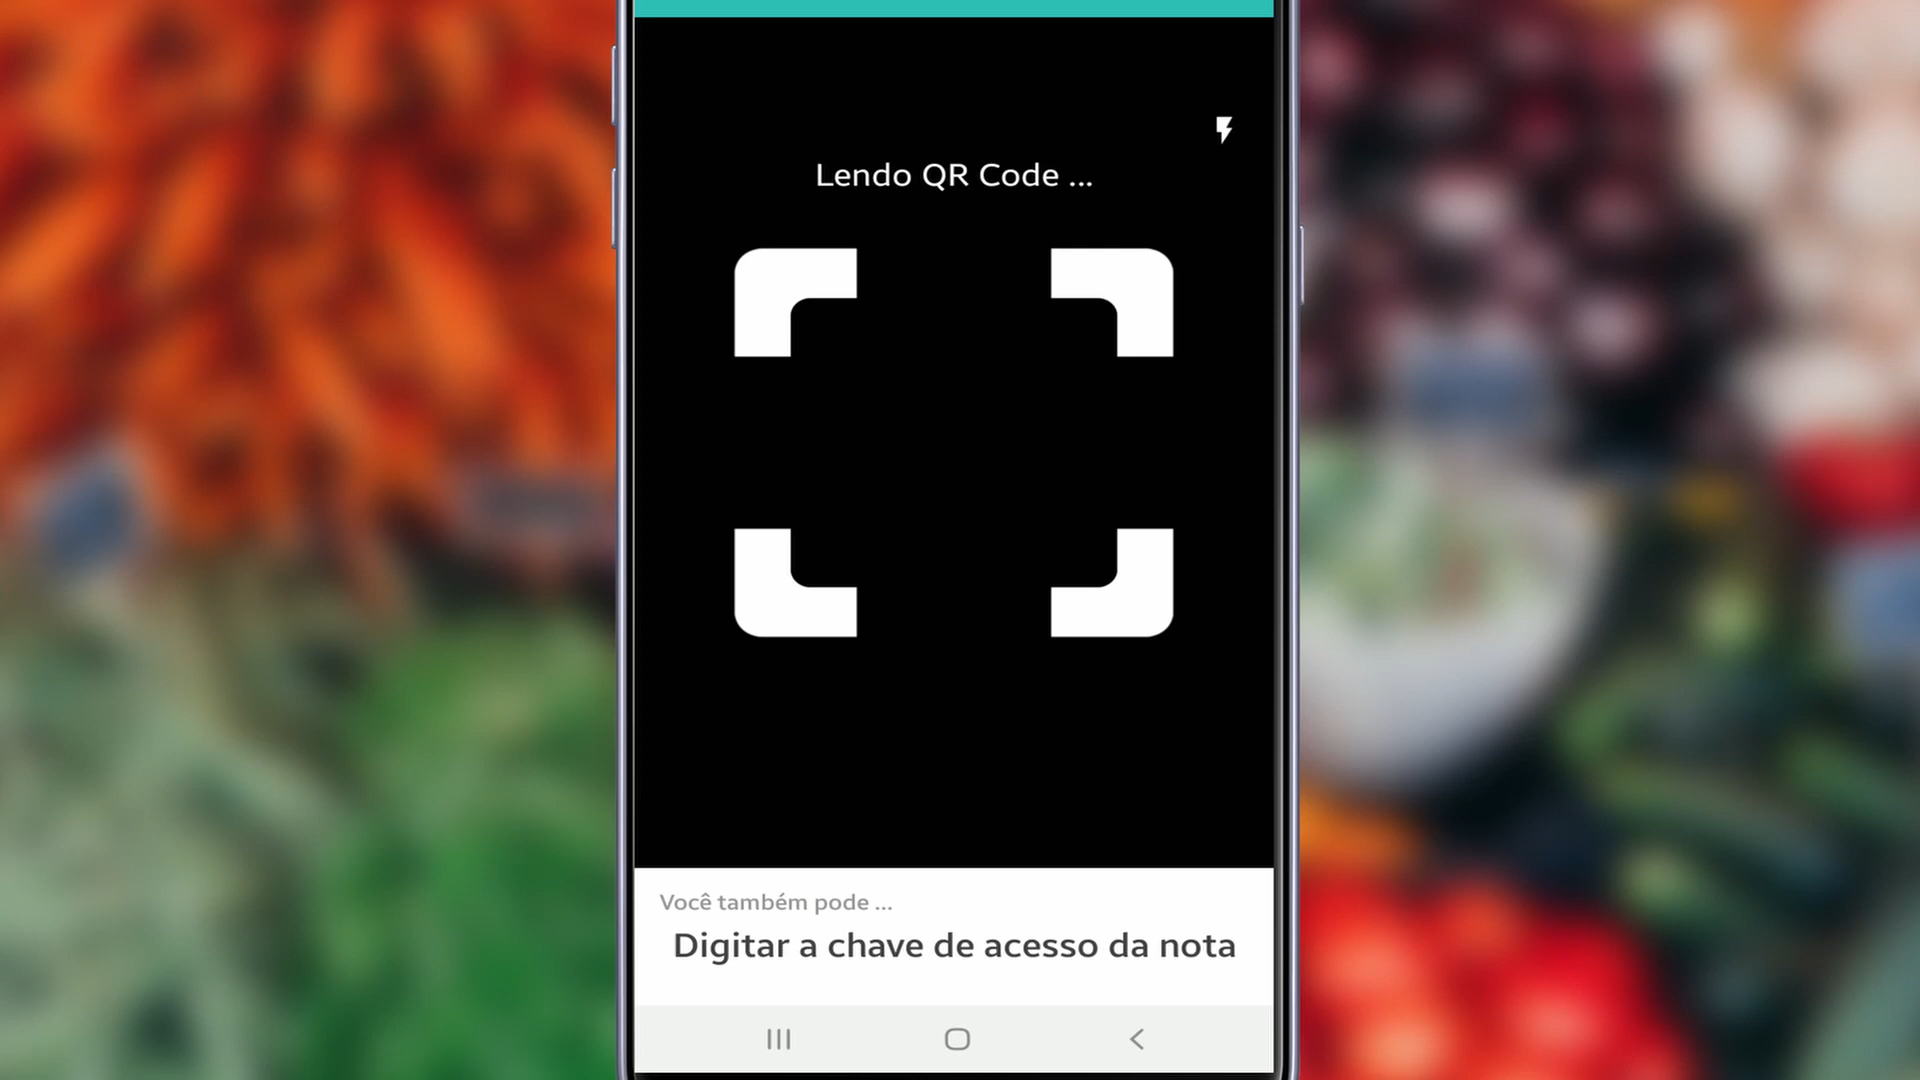 Lendo QR Code ...
Você também pode ...
Digitar a chave de acesso da nota